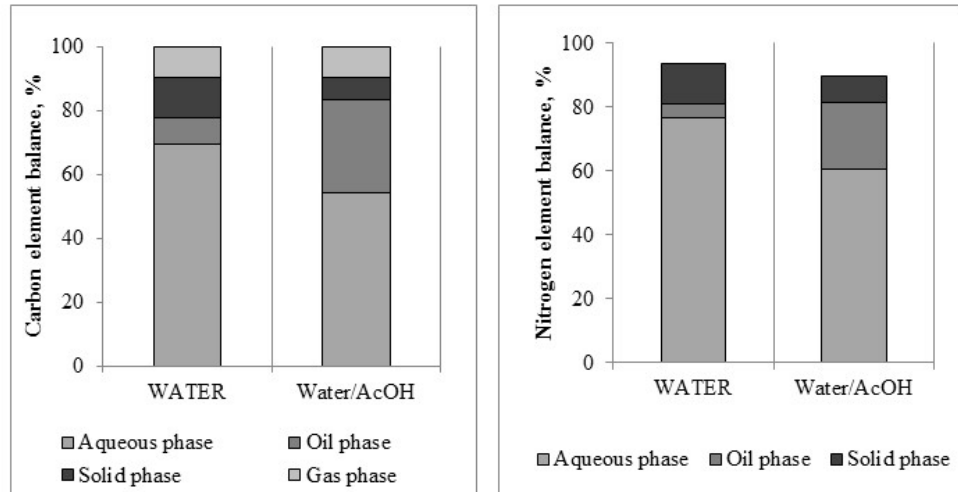 Carbon element balance, %
100
80
60
40
20
0
WATER Water/AcOH
Aqueous phase Oil phase
Solid phase Gas phase
Nitrogen element balance, %
100
80
60
40
20
0
WATER Water/AcOH
Aqueous phase Oil phase Solid phase